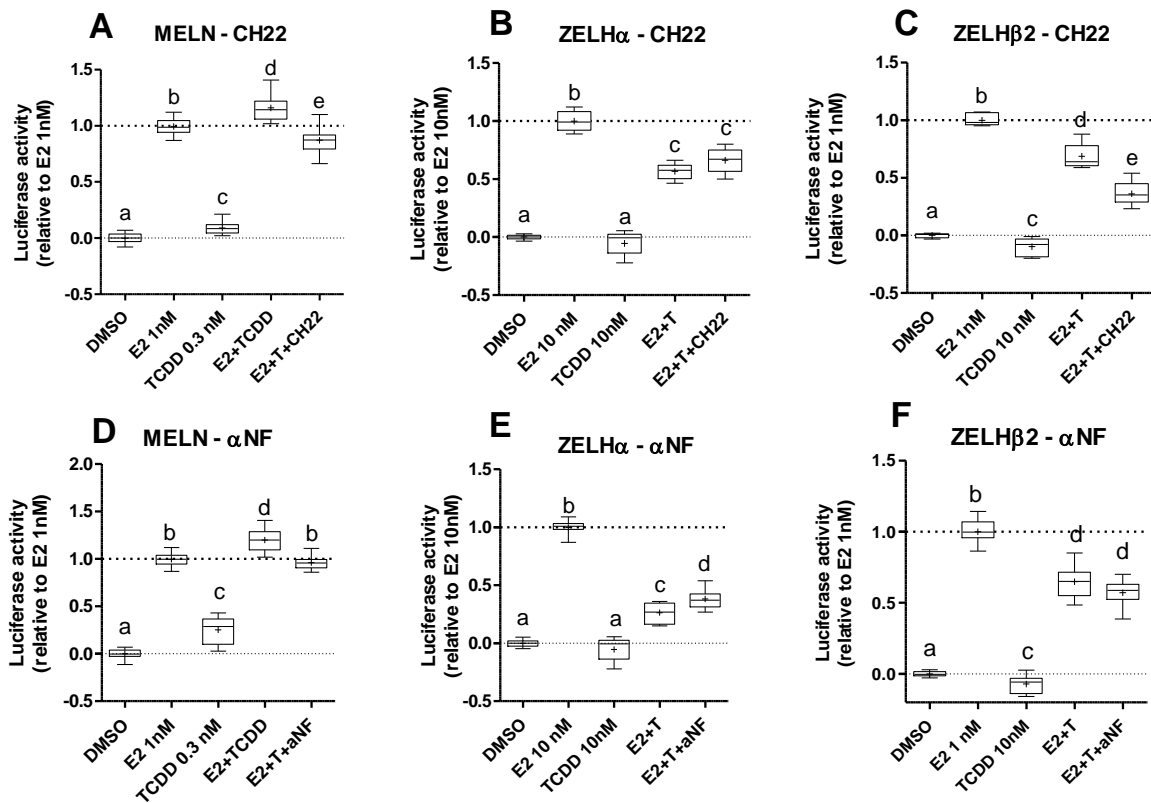 A
MELN - CH22
Luciferase activity
(relative to E2 1nM)
1.5
1.0
0.5
0.0
-0.5
a
b
c
d
e
DMSO
E2 1nM
TCDD 0.3 nM
E2+TCDD
E2+T+CH22
B
ZELHα - CH22
Luciferase activity
(relative to E2 10nM)
1.5
1.0
0.5
0.0
-0.5
a
b
a
c
c
DMSO
E2 10 nM
TCDD 10nM
E2+T
E2+T+CH22
C
ZELHβ2 - CH22
Luciferase activity
(relative to E2 1nM)
1.5
1.0
0.5
0.0
-0.5
a
b
c
d
e
DMSO
E2 1nM
TCDD 10 nM
E2+T
E2+T+CH22
D
MELN - αNF
Luciferase activity
(relative to E2 1nM)
2.0
1.5
1.0
0.5
0.0
-0.5
a
b
c
d
b
DMSO
E2 1nM
TCDD 0.3 nM
E2+TCDD
E2+T+aNF
E
ZELHα - αNF
Luciferase activity
(relative to E2 10nM)
1.5
1.0
0.5
0.0
-0.5
a
b
a
c
d
DMSO
E2 10 nM
TCDD 10nM
E2+T
E2+T+aNF
F
ZELHβ2 - αNF
Luciferase activity
(relative to E2 1nM)
1.5
1.0
0.5
0.0
a
b
c
d
d
DMSO
E2 1 nM
TCDD 10nM
E2+T
E2+T+aNF